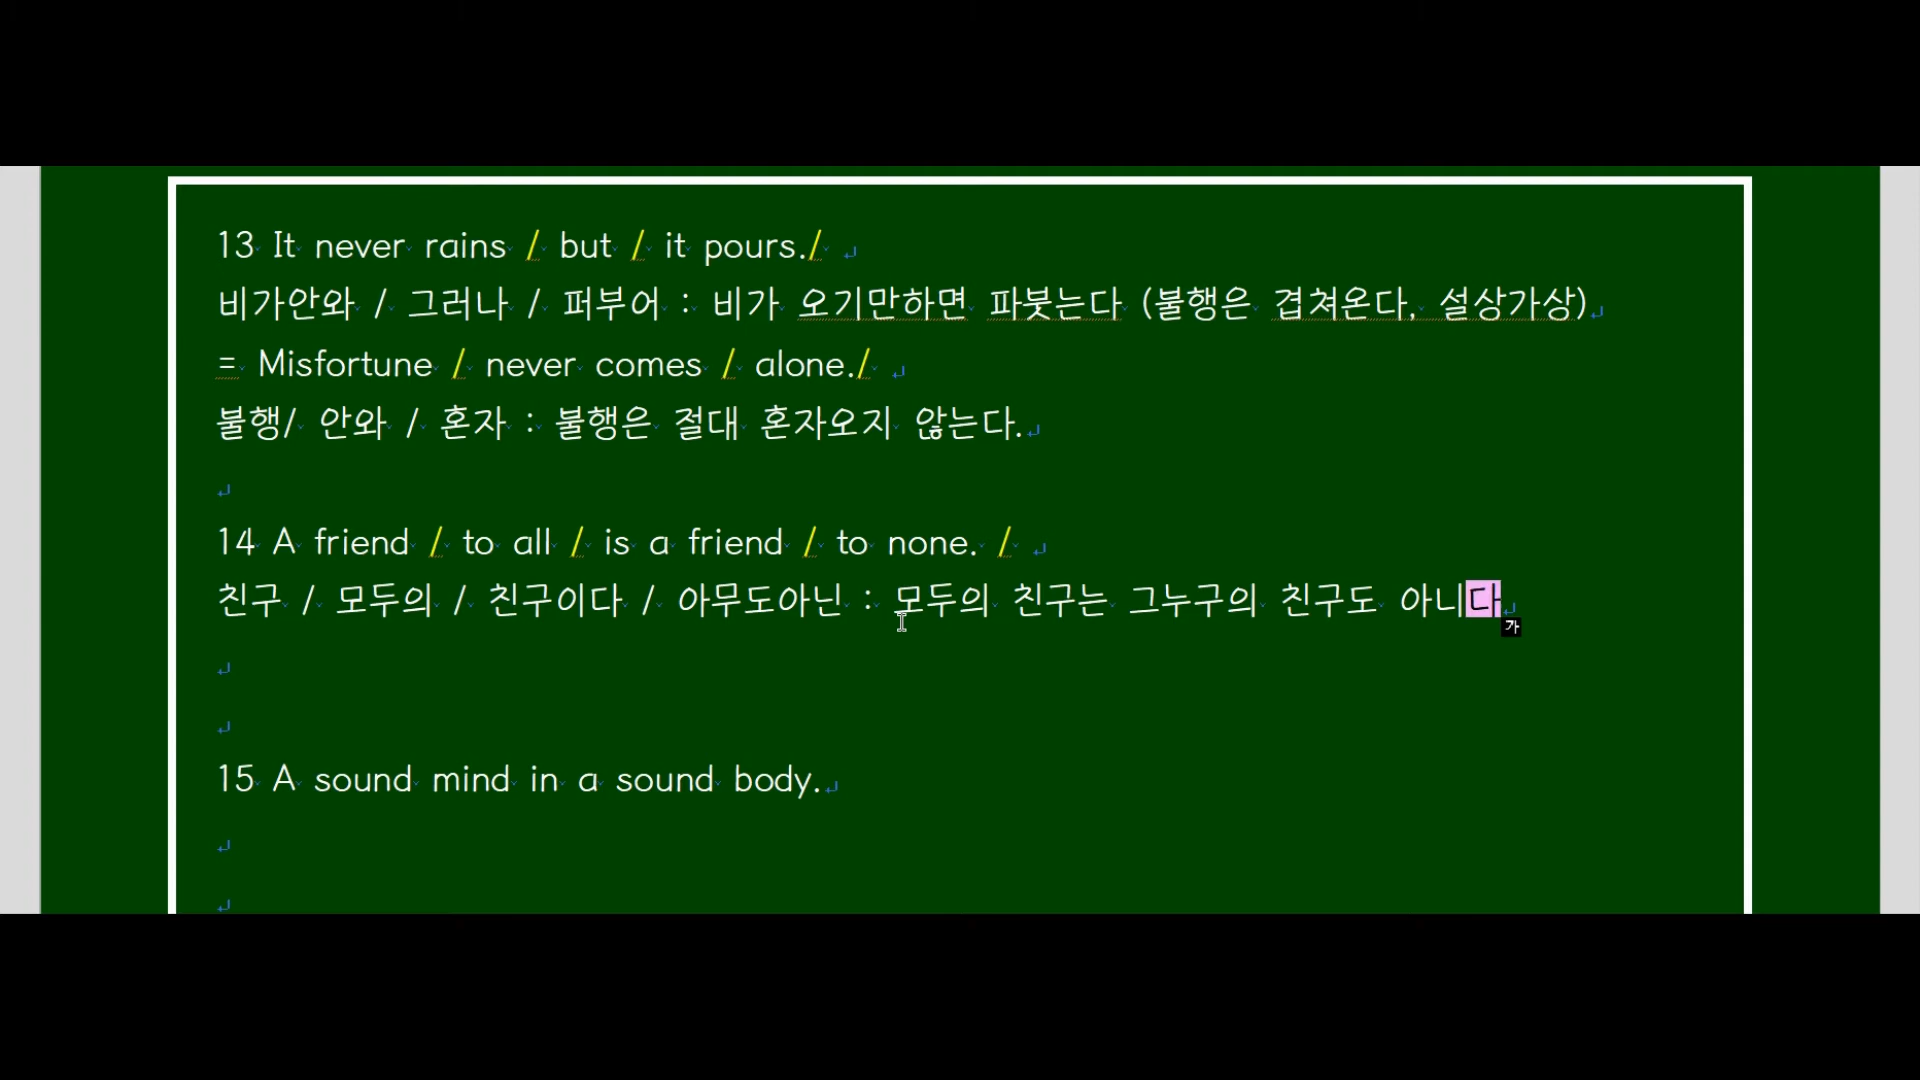 13 It never rains / but / it pours./
비가안와 / 그러나 / 퍼부어 : 비가 오기만하면 파붓는다 (불행은 겹쳐온다, 설상가상)
= Misfortune / never comes / alone./
불행/ 안와 / 혼자 : 불행은 절대 혼자오지 않는다.
14 A friend / to all / is a friend / to none. /
친구 / 모두의 / 친구이다 / 아무도아닌 : 모두의 친구는 그누구의 친구도 아니다
가
15 A sound mind in a sound body.